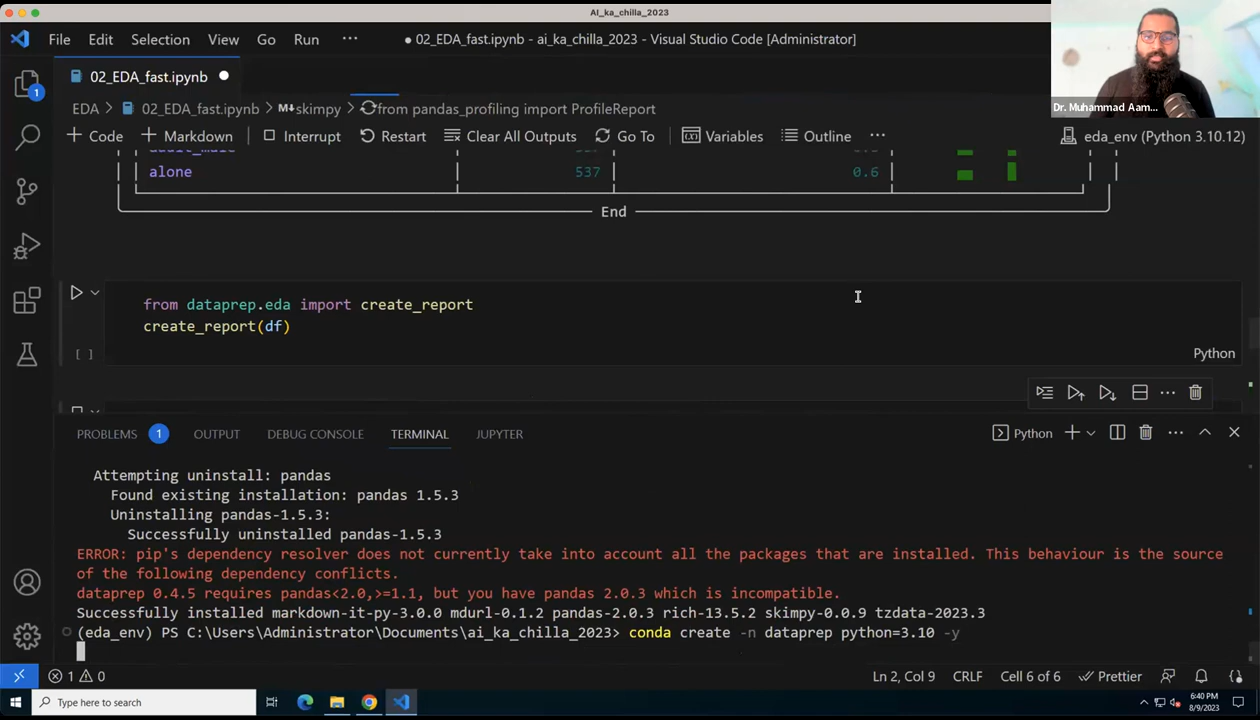 AI_ka_chilla_2023
File Edit Selection View Go Run ···
● 02_EDA_fast.ipynb - ai_ka_chilla_2023 - Visual Studio Code [Administrator]
Dr. Muhammad Aam...
02_EDA_fast.ipynb
1
EDA > 02_EDA_fast.ipynb > M↓skimpy > from pandas_profiling import ProfileReport
+ Code + Markdown Interrupt Restart Clear All Outputs Go To Variables Outline ··· eda_env (Python 3.10.12)
alone 537 0.6
End
from dataprep.eda import create_report
create_report(df)
[ ]
Python
PROBLEMS 1 OUTPUT DEBUG CONSOLE TERMINAL JUPYTER Python
Attempting uninstall: pandas
Found existing installation: pandas 1.5.3
Uninstalling pandas-1.5.3:
Successfully uninstalled pandas-1.5.3
ERROR: pip's dependency resolver does not currently take into account all the packages that are installed. This behaviour is the source
of the following dependency conflicts.
dataprep 0.4.5 requires pandas<2.0,>=1.1, but you have pandas 2.0.3 which is incompatible.
Successfully installed markdown-it-py-3.0.0 mdurl-0.1.2 pandas-2.0.3 rich-13.5.2 skimpy-0.0.9 tzdata-2023.3
(eda_env) PS C:\Users\Administrator\Documents\ai_ka_chilla_2023> conda create -n dataprep python=3.10 -y
1 0 Ln 2, Col 9 CRLF Cell 6 of 6 Prettier
Type here to search
6:40 PM
8/9/2023